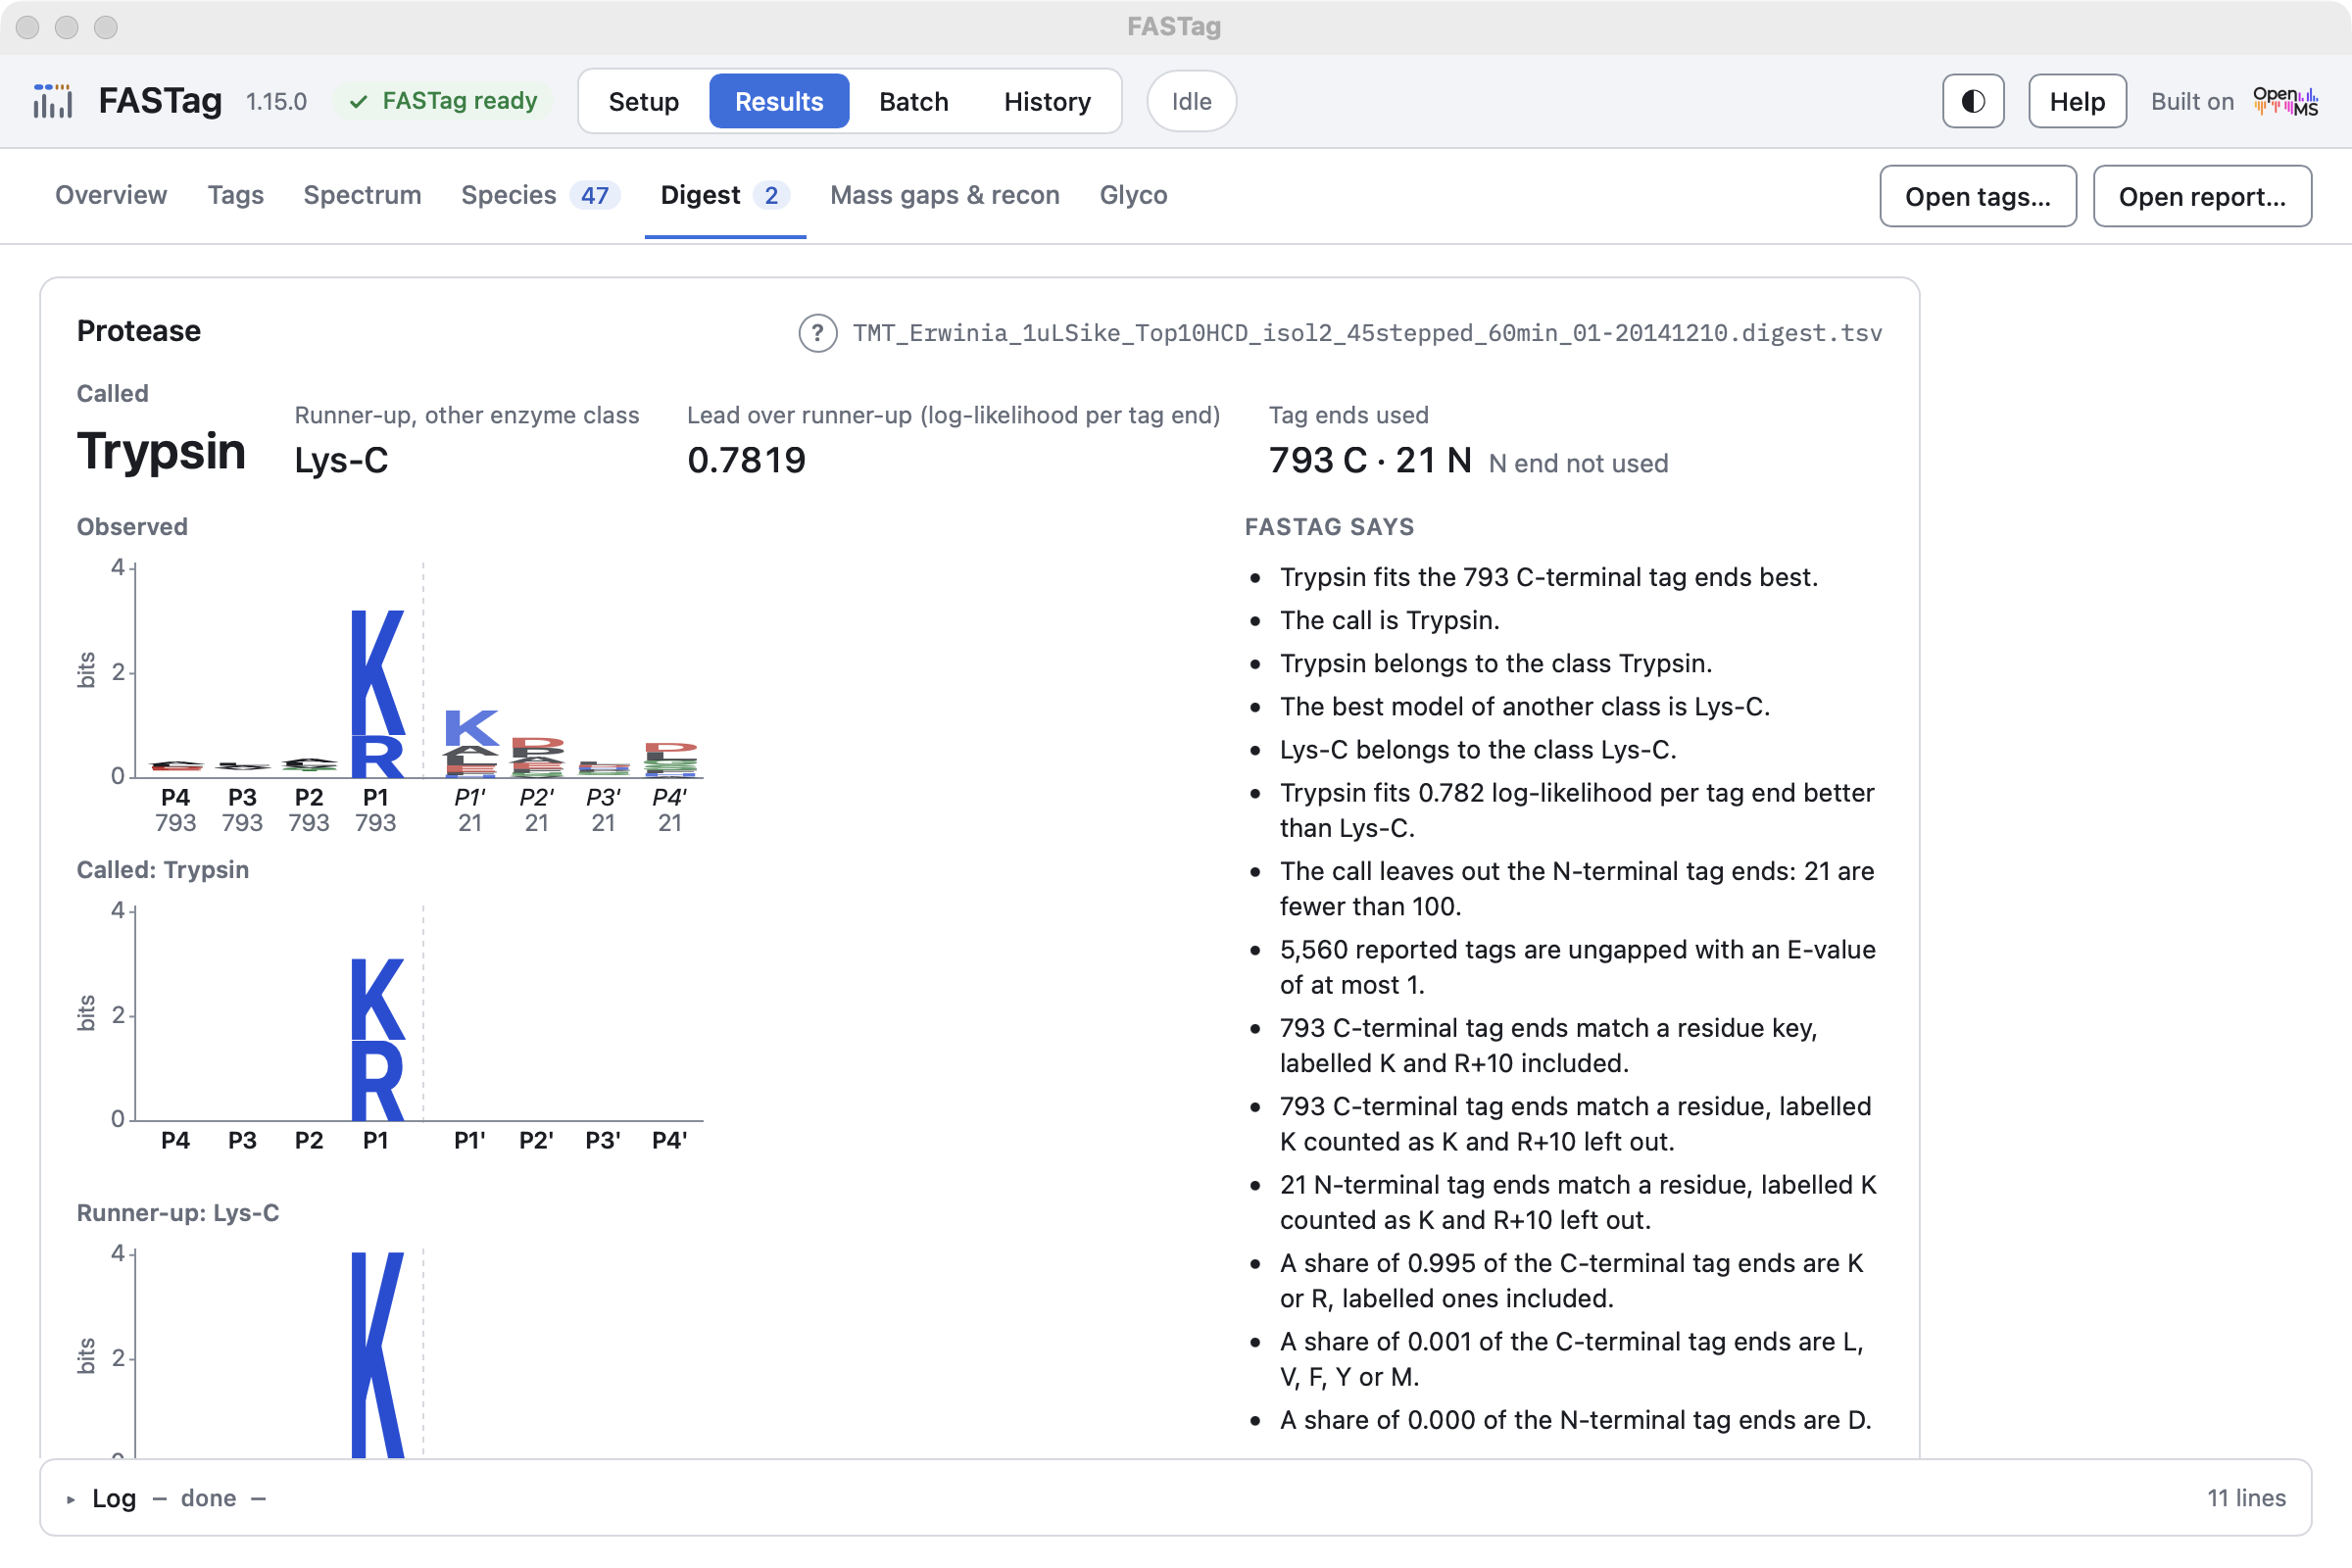 FASTag
FASTag 1.15.0 ✓ FASTag ready Setup Results Batch History Idle Help Built on OpenMS
Overview Tags Spectrum Species 47 Digest 2 Mass gaps & recon Glyco Open tags... Open report...
Protease ? TMT_Erwinia_1uLSike_Top10HCD_isol2_45stepped_60min_01-20141210.digest.tsv
Called
Trypsin
Runner-up, other enzyme class
Lys-C
Lead over runner-up (log-likelihood per tag end)
0.7819
Tag ends used
793 C · 21 N N end not used
Observed
4
bits
2
0
K
R
K
P4 P3 P2 P1 P1' P2' P3' P4'
793 793 793 793 21 21 21 21
Called: Trypsin
4
bits
2
0
K
R
P4 P3 P2 P1 P1' P2' P3' P4'
Runner-up: Lys-C
4
bits
2
K
FASTAG SAYS
• Trypsin fits the 793 C-terminal tag ends best.
• The call is Trypsin.
• Trypsin belongs to the class Trypsin.
• The best model of another class is Lys-C.
• Lys-C belongs to the class Lys-C.
• Trypsin fits 0.782 log-likelihood per tag end better
than Lys-C.
• The call leaves out the N-terminal tag ends: 21 are
fewer than 100.
• 5,560 reported tags are ungapped with an E-value
of at most 1.
• 793 C-terminal tag ends match a residue key,
labelled K and R+10 included.
• 793 C-terminal tag ends match a residue, labelled
K counted as K and R+10 left out.
• 21 N-terminal tag ends match a residue, labelled K
counted as K and R+10 left out.
• A share of 0.995 of the C-terminal tag ends are K
or R, labelled ones included.
• A share of 0.001 of the C-terminal tag ends are L,
V, F, Y or M.
• A share of 0.000 of the N-terminal tag ends are D.
▸ Log – done – 11 lines